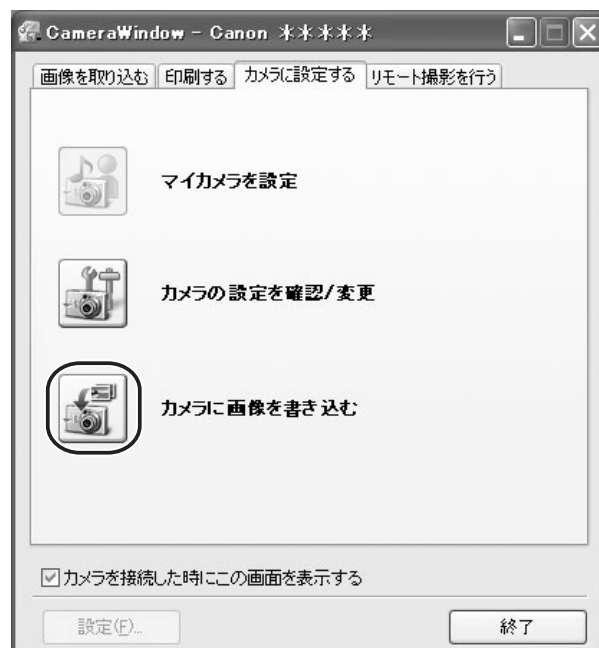 CameraWindow - Canon ＊＊＊＊＊
画像を取り込む 印刷する カメラに設定する リモート撮影を行う
マイカメラを設定
カメラの設定を確認/変更
カメラに画像を書き込む
カメラを接続した時にこの画面を表示する
設定(F)... 終了